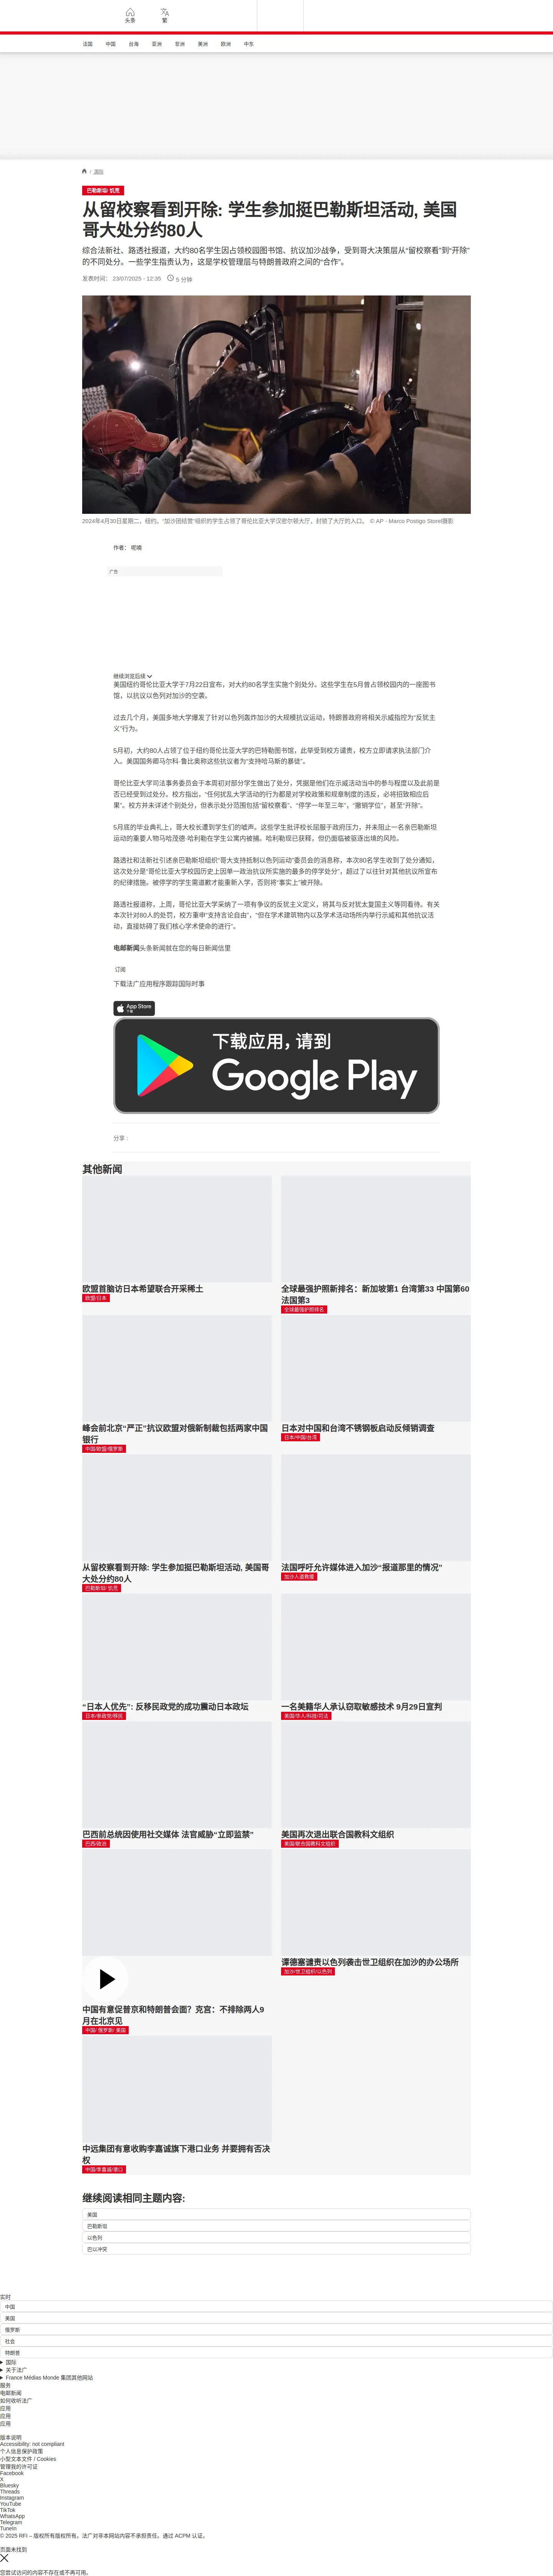 头条
繁
法国
中国
台海
亚洲
非洲
美洲
欧洲
中东
/ 国际
巴勒斯坦/ 饥荒
从留校察看到开除: 学生参加挺巴勒斯坦活动, 美国
哥大处分约80人
综合法新社、路透社报道，大约80名学生因占领校园图书馆、抗议加沙战争，受到哥大决策层从“留校察看”到“开除”
的不同处分。一些学生指责认为，这是学校管理层与特朗普政府之间的“合作”。
发表时间： 23/07/2025 - 12:35
5 分钟
2024年4月30日星期二，纽约。“加沙团结营”组织的学生占领了哥伦比亚大学汉密尔顿大厅，封锁了大厅的入口。 © AP - Marco Postigo Storel摄影
作者： 呢喃
广告
继续浏览后续
美国纽约哥伦比亚大学于7月22日宣布，对大约80名学生实施个别处分。这些学生在5月曾占领校园内的一座图书
馆，以抗议以色列对加沙的空袭。
过去几个月，美国多地大学爆发了针对以色列轰炸加沙的大规模抗议运动，特朗普政府将相关示威指控为“反犹主
义”行为。
5月初，大约80人占领了位于纽约哥伦比亚大学的巴特勒图书馆，此举受到校方谴责，校方立即请求执法部门介
入。美国国务卿马尔科·鲁比奥称这些抗议者为“支持哈马斯的暴徒”。
哥伦比亚大学司法事务委员会于本周初对部分学生做出了处分，凭据是他们在示威活动当中的参与程度以及此前是
否已经受到过处分。校方指出，“任何扰乱大学活动的行为都是对学校政策和规章制度的违反，必将招致相应后
果”。校方并未详述个别处分，但表示处分范围包括“留校察看”、“停学一年至三年”，“撤销学位”，甚至“开除”。
5月底的毕业典礼上，哥大校长遭到学生们的嘘声。这些学生批评校长屈服于政府压力，并未阻止一名亲巴勒斯坦
运动的重要人物马哈茂德·哈利勒在学生公寓内被捕。哈利勒现已获释，但仍面临被驱逐出境的风险。
路透社和法新社引述亲巴勒斯坦组织“哥大支持抵制以色列运动”委员会的消息称，本次80名学生收到了处分通知，
这次处分是“哥伦比亚大学校园历史上因单一政治抗议所实施的最多的停学处分”，超过了以往针对其他抗议所宣布
的纪律措施。被停学的学生需道歉才能重新入学，否则将“事实上”被开除。
路透社报道称，上周，哥伦比亚大学采纳了一项有争议的反犹主义定义，将其与反对犹太复国主义等同看待。有关
本次针对80人的处罚，校方重申“支持言论自由”，“但在学术建筑物内以及学术活动场所内举行示威和其他抗议活
动，直接妨碍了我们核心学术使命的进行”。
电邮新闻头条新闻就在您的每日新闻信里
订阅
下载法广应用程序跟踪国际时事
App Store
下载
下载应用，请到
Google Play
分享 :
其他新闻
欧盟首脑访日本希望联合开采稀土
欧盟/日本
全球最强护照新排名：新加坡第1 台湾第33 中国第60
法国第3
全球最强护照排名
峰会前北京“严正”抗议欧盟对俄新制裁包括两家中国
银行
中国/欧盟/俄罗斯
日本对中国和台湾不锈钢板启动反倾销调查
日本/中国/台湾
从留校察看到开除: 学生参加挺巴勒斯坦活动, 美国哥
大处分约80人
巴勒斯坦/ 饥荒
法国呼吁允许媒体进入加沙“报道那里的情况”
加沙人道救援
“日本人优先”: 反移民政党的成功震动日本政坛
日本/参政党/移民
一名美籍华人承认窃取敏感技术 9月29日宣判
美国/华人/科技/司法
巴西前总统因使用社交媒体 法官威胁“立即监禁”
巴西/政治
美国再次退出联合国教科文组织
美国/联合国教科文组织
中国有意促普京和特朗普会面？克宫：不排除两人9
月在北京见
中国/ 俄罗斯/ 美国
谭德塞谴责以色列袭击世卫组织在加沙的办公场所
加沙/世卫组织/以色列
中远集团有意收购李嘉诚旗下港口业务 并要拥有否决
权
中国/李嘉诚/港口
继续阅读相同主题内容:
美国
巴勒斯坦
以色列
巴以冲突
实时
中国
美国
俄罗斯
社会
特朗普
国际
关于法广
France Médias Monde 集团其他网站
服务
电邮新闻
如何收听法广
应用
应用
应用
版本说明
Accessibility: not compliant
个人信息保护政策
小型文本文件 / Cookies
管理我的许可证
Facebook
X
Bluesky
Threads
Instagram
YouTube
TikTok
WhatsApp
Telegram
TuneIn
© 2025 RFI – 版权所有版权所有。法广对非本网站内容不承担责任。通过 ACPM 认证。
页面未找到
您尝试访问的内容不存在或不再可用。